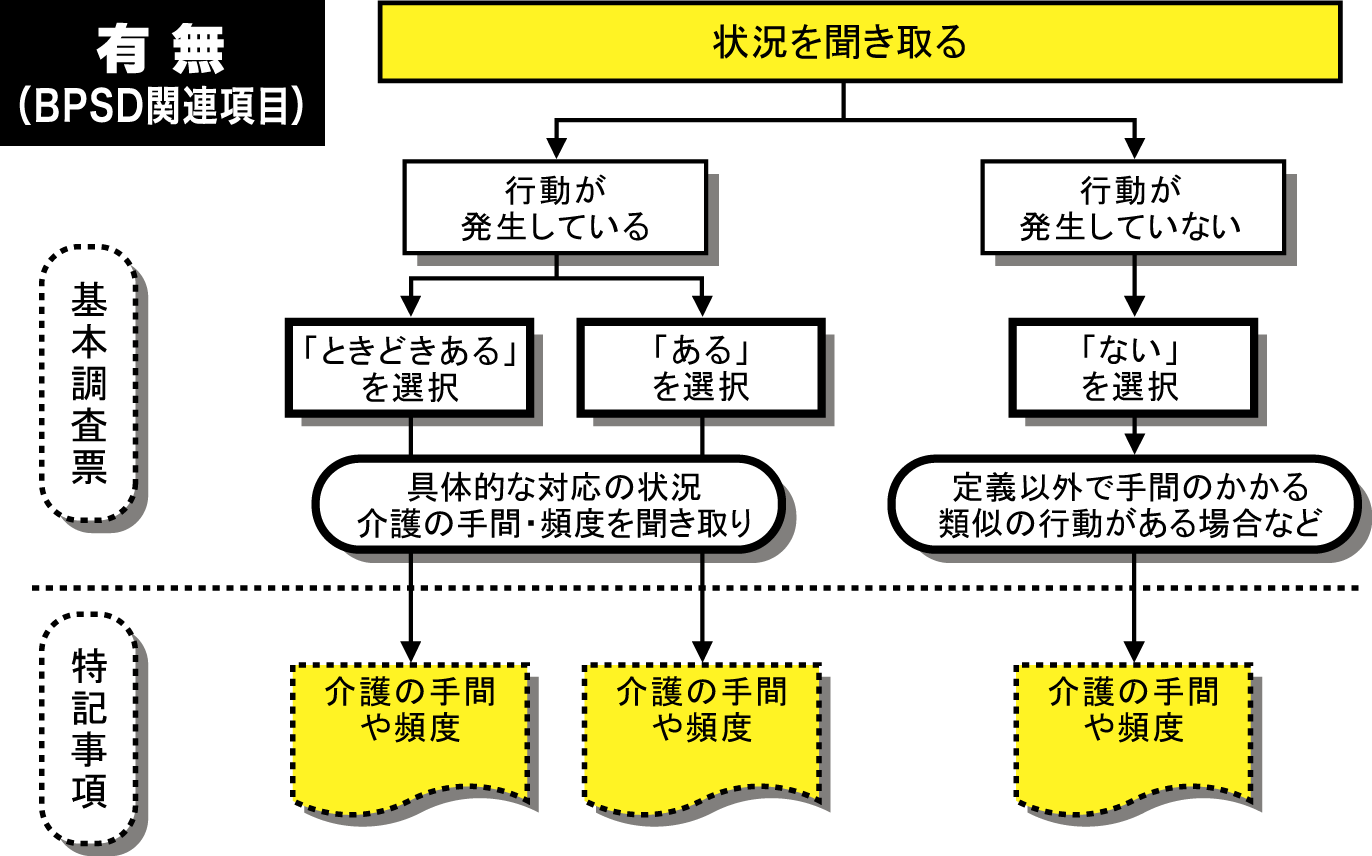 有無
（BPSD関連項目）
状況を聞き取る
行動が
発生している
行動が
発生していない
基本調査票
「ときどきある」
を選択
「ある」
を選択
「ない」
を選択
具体的な対応の状況
介護の手間・頻度を聞き取り
定義以外で手間のかかる
類似の行動がある場合など
特記事項
介護の手間
や頻度
介護の手間
や頻度
介護の手間
や頻度